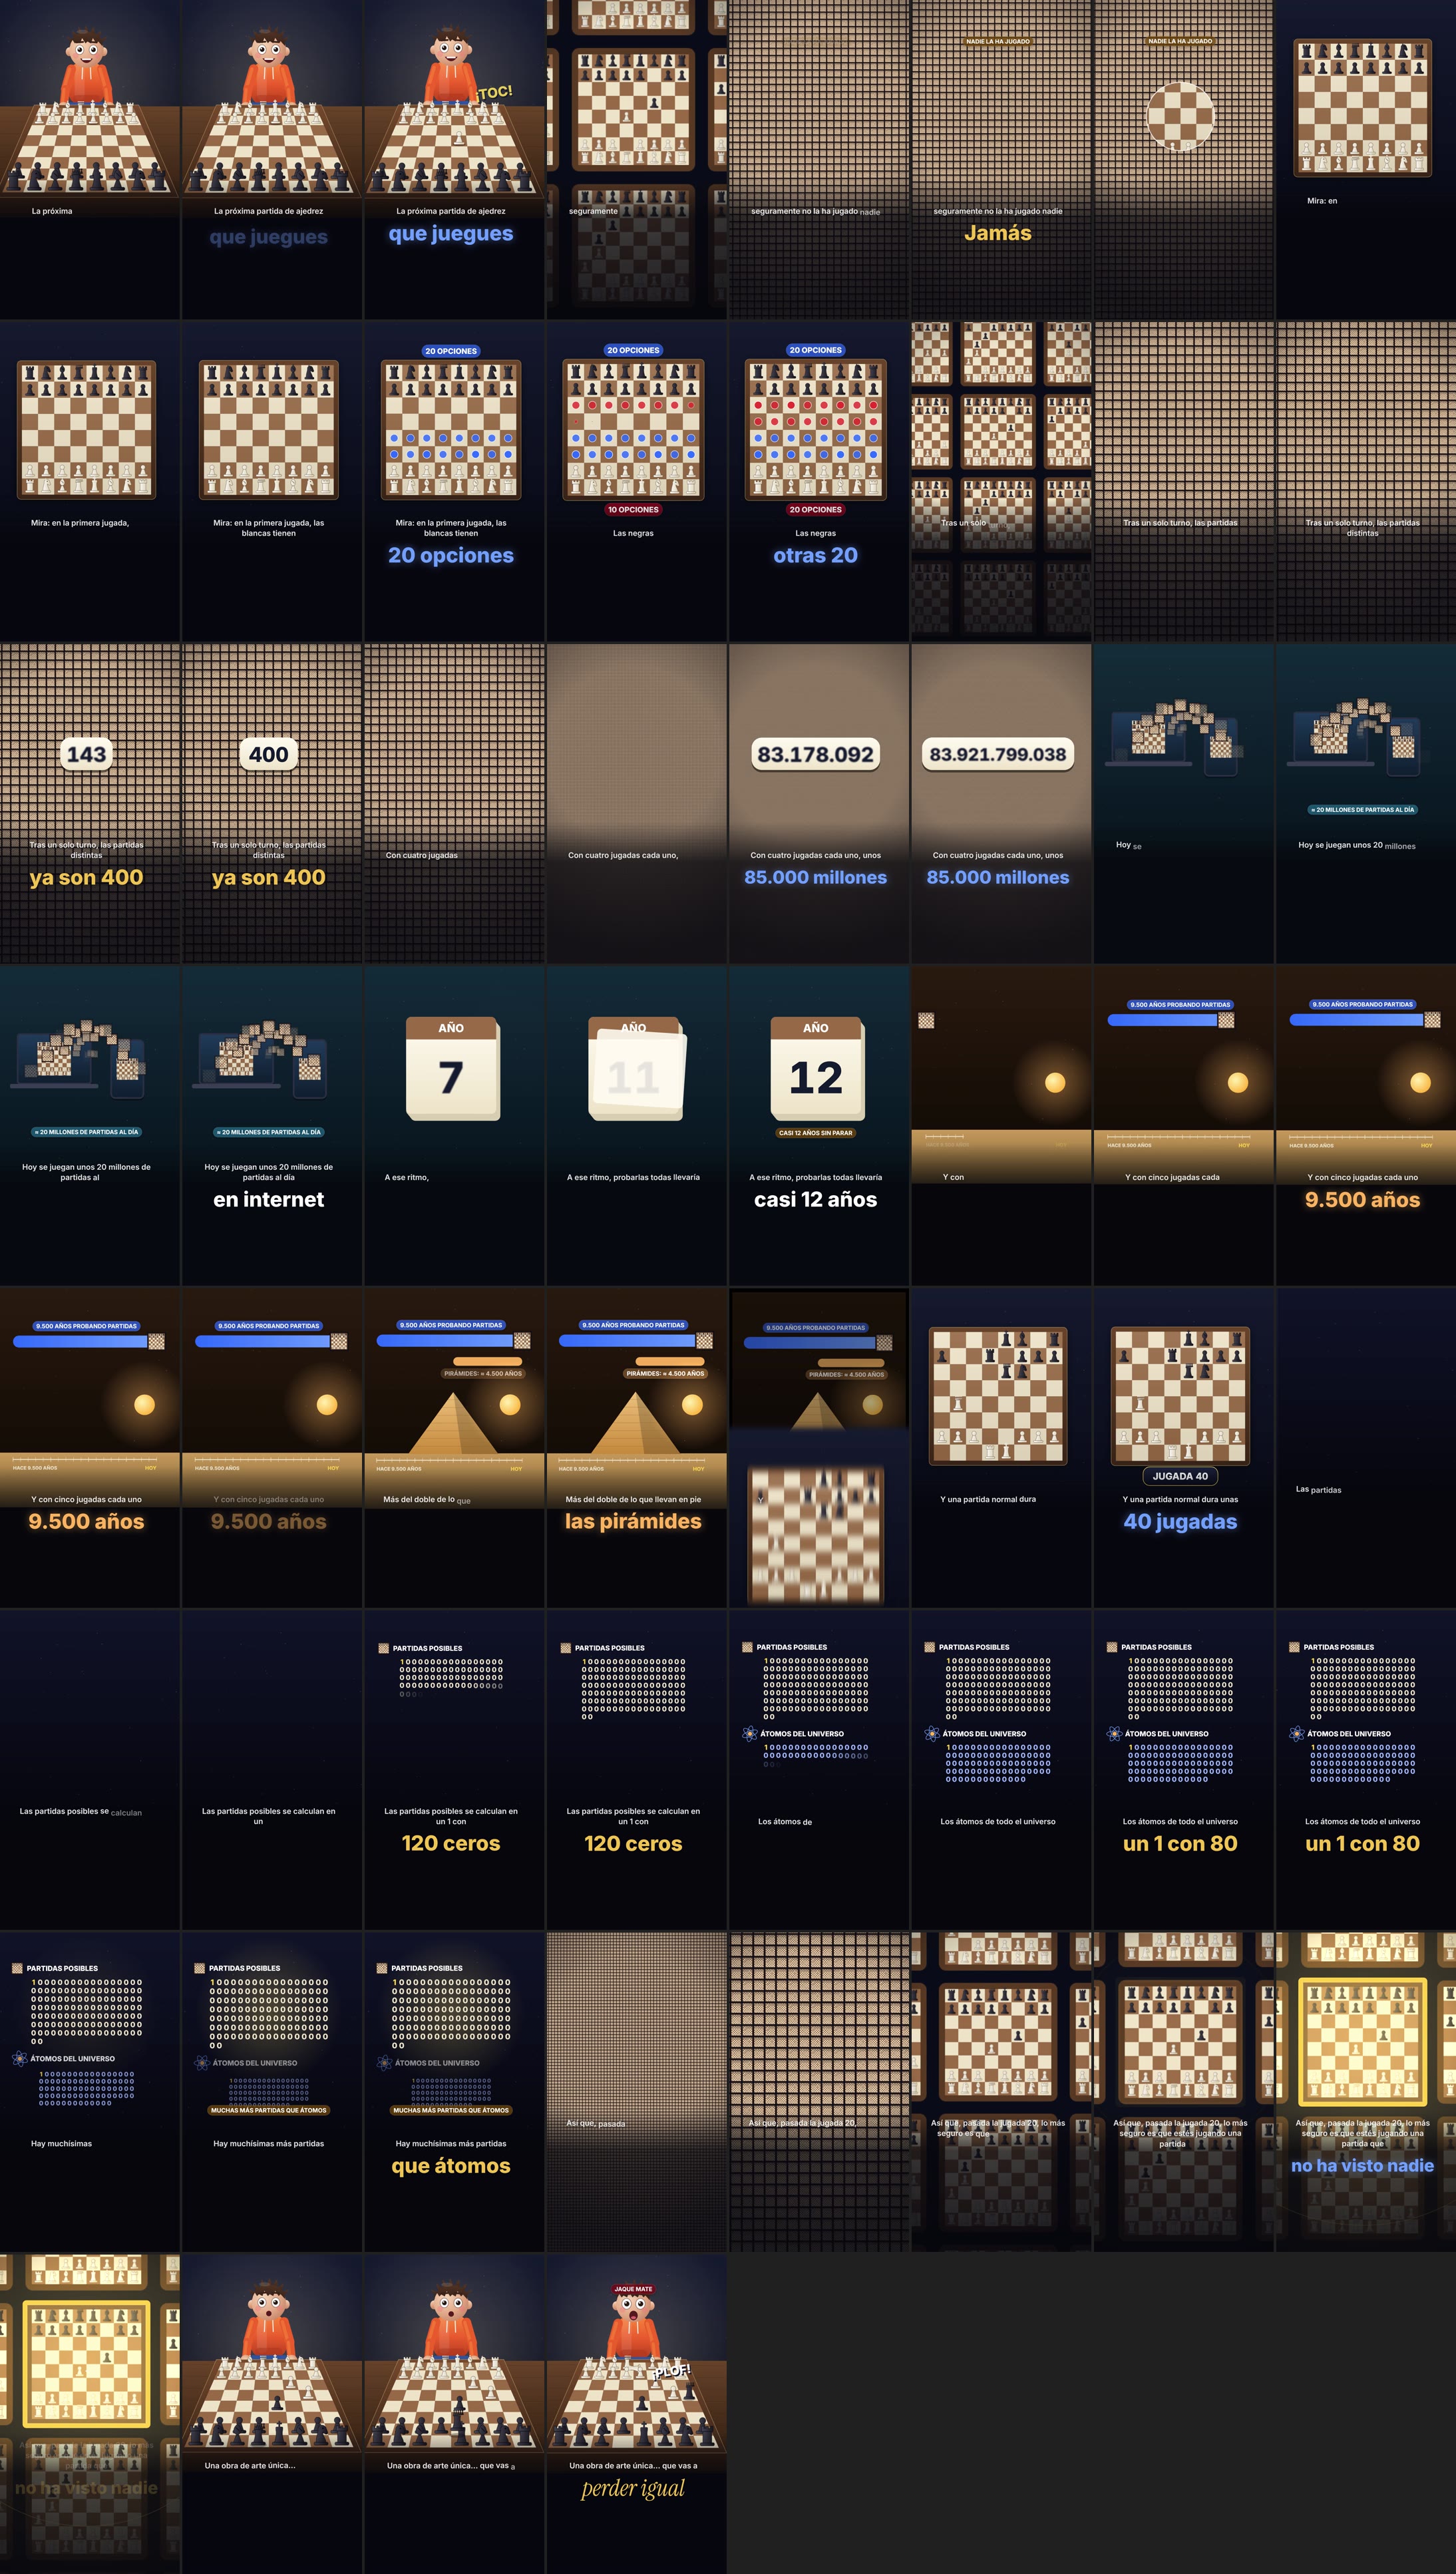 La próxima
La próxima partida de ajedrez
que juegues
¡TOC!
La próxima partida de ajedrez
que juegues
seguramente
seguramente no la ha jugado nadie
NADIE LA HA JUGADO
seguramente no la ha jugado nadie
Jamás
NADIE LA HA JUGADO
Mira: en
Mira: en la primera jugada,
Mira: en la primera jugada, las
blancas tienen
20 OPCIONES
Mira: en la primera jugada, las
blancas tienen
20 opciones
20 OPCIONES
10 OPCIONES
Las negras
20 OPCIONES
20 OPCIONES
Las negras
otras 20
Tras un solo
Tras un solo turno, las partidas
Tras un solo turno, las partidas
distintas
143
Tras un solo turno, las partidas
distintas
ya son 400
400
Tras un solo turno, las partidas
distintas
ya son 400
Con cuatro jugadas
Con cuatro jugadas cada uno,
83.178.092
Con cuatro jugadas cada uno, unos
85.000 millones
83.921.799.038
Con cuatro jugadas cada uno, unos
85.000 millones
Hoy se
≈ 20 MILLONES DE PARTIDAS AL DÍA
Hoy se juegan unos 20 millones
≈ 20 MILLONES DE PARTIDAS AL DÍA
Hoy se juegan unos 20 millones de
partidas al
≈ 20 MILLONES DE PARTIDAS AL DÍA
Hoy se juegan unos 20 millones de
partidas al día
en internet
AÑO
7
A ese ritmo,
AÑO
11
A ese ritmo, probarlas todas llevaría
AÑO
12
CASI 12 AÑOS SIN PARAR
A ese ritmo, probarlas todas llevaría
casi 12 años
HACE 9.500 AÑOS
Y con
9.500 AÑOS PROBANDO PARTIDAS
HACE 9.500 AÑOS
HOY
Y con cinco jugadas cada
9.500 AÑOS PROBANDO PARTIDAS
HACE 9.500 AÑOS
HOY
Y con cinco jugadas cada uno
9.500 años
9.500 AÑOS PROBANDO PARTIDAS
HACE 9.500 AÑOS
HOY
Y con cinco jugadas cada uno
9.500 años
9.500 AÑOS PROBANDO PARTIDAS
HACE 9.500 AÑOS
HOY
Y con cinco jugadas cada uno
9.500 años
9.500 AÑOS PROBANDO PARTIDAS
PIRÁMIDES: ≈ 4.500 AÑOS
HACE 9.500 AÑOS
HOY
Más del doble de lo que
9.500 AÑOS PROBANDO PARTIDAS
PIRÁMIDES: ≈ 4.500 AÑOS
HACE 9.500 AÑOS
HOY
Más del doble de lo que llevan en pie
las pirámides
9.500 AÑOS PROBANDO PARTIDAS
PIRÁMIDES: ≈ 4.500 AÑOS
Y
Y una partida normal dura
JUGADA 40
Y una partida normal dura unas
40 jugadas
Las partidas
Las partidas posibles se calculan
Las partidas posibles se calculan en
un
PARTIDAS POSIBLES
Las partidas posibles se calculan en
un 1 con
120 ceros
PARTIDAS POSIBLES
Las partidas posibles se calculan en
un 1 con
120 ceros
PARTIDAS POSIBLES
ÁTOMOS DEL UNIVERSO
Los átomos de
PARTIDAS POSIBLES
ÁTOMOS DEL UNIVERSO
Los átomos de todo el universo
PARTIDAS POSIBLES
ÁTOMOS DEL UNIVERSO
Los átomos de todo el universo
un 1 con 80
PARTIDAS POSIBLES
ÁTOMOS DEL UNIVERSO
Los átomos de todo el universo
un 1 con 80
PARTIDAS POSIBLES
ÁTOMOS DEL UNIVERSO
Hay muchísimas
PARTIDAS POSIBLES
ÁTOMOS DEL UNIVERSO
MUCHAS MÁS PARTIDAS QUE ÁTOMOS
Hay muchísimas más partidas
PARTIDAS POSIBLES
ÁTOMOS DEL UNIVERSO
MUCHAS MÁS PARTIDAS QUE ÁTOMOS
Hay muchísimas más partidas
que átomos
Así que, pasada
Así que, pasada la jugada 20,
Así que, pasada la jugada 20, lo más
seguro es que
Así que, pasada la jugada 20, lo más
seguro es que estés jugando una
partida
Así que, pasada la jugada 20, lo más
seguro es que estés jugando una
partida que
no ha visto nadie
no ha visto nadie
Una obra de arte única...
Una obra de arte única... que vas a
JAQUE MATE
¡PLOF!
Una obra de arte única... que vas a
perder igual